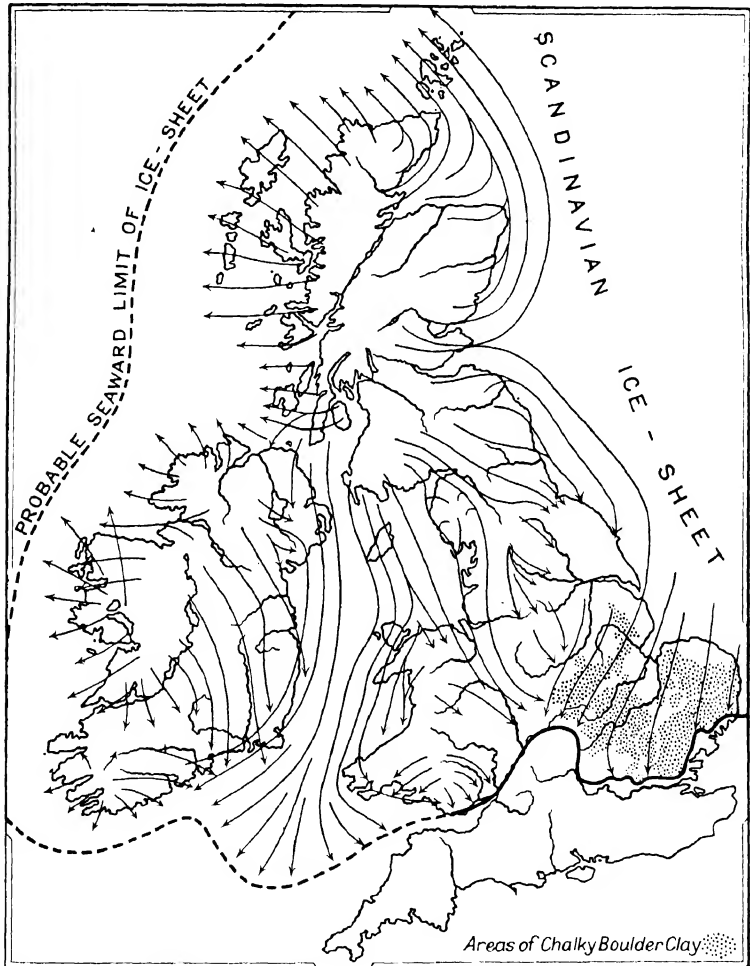 PROBABLE SEAWARD LIMIT OF ICE-SHEET
SCANDINAVIAN
ICE-SHEET
Areas of Chalky Boulder Clay